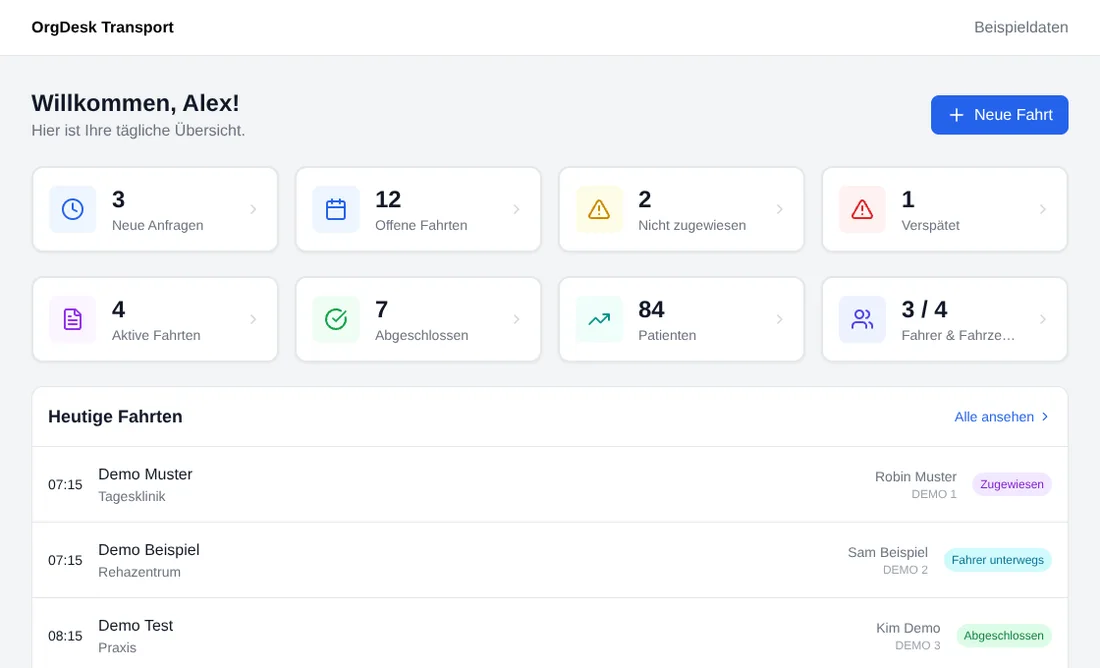 OrgDesk Transport
Beispieldaten
Willkommen, Alex!
Hier ist Ihre tägliche Übersicht.
Neue Fahrt
3
Neue Anfragen
12
Offene Fahrten
2
Nicht zugewiesen
1
Verspätet
4
Aktive Fahrten
7
Abgeschlossen
84
Patienten
3 / 4
Fahrer & Fahrze…
Heutige Fahrten
Alle ansehen
07:15
Demo Muster
Tagesklinik
Robin Muster
DEMO 1
Zugewiesen
07:15
Demo Beispiel
Rehazentrum
Sam Beispiel
DEMO 2
Fahrer unterwegs
08:15
Demo Test
Praxis
Kim Demo
DEMO 3
Abgeschlossen